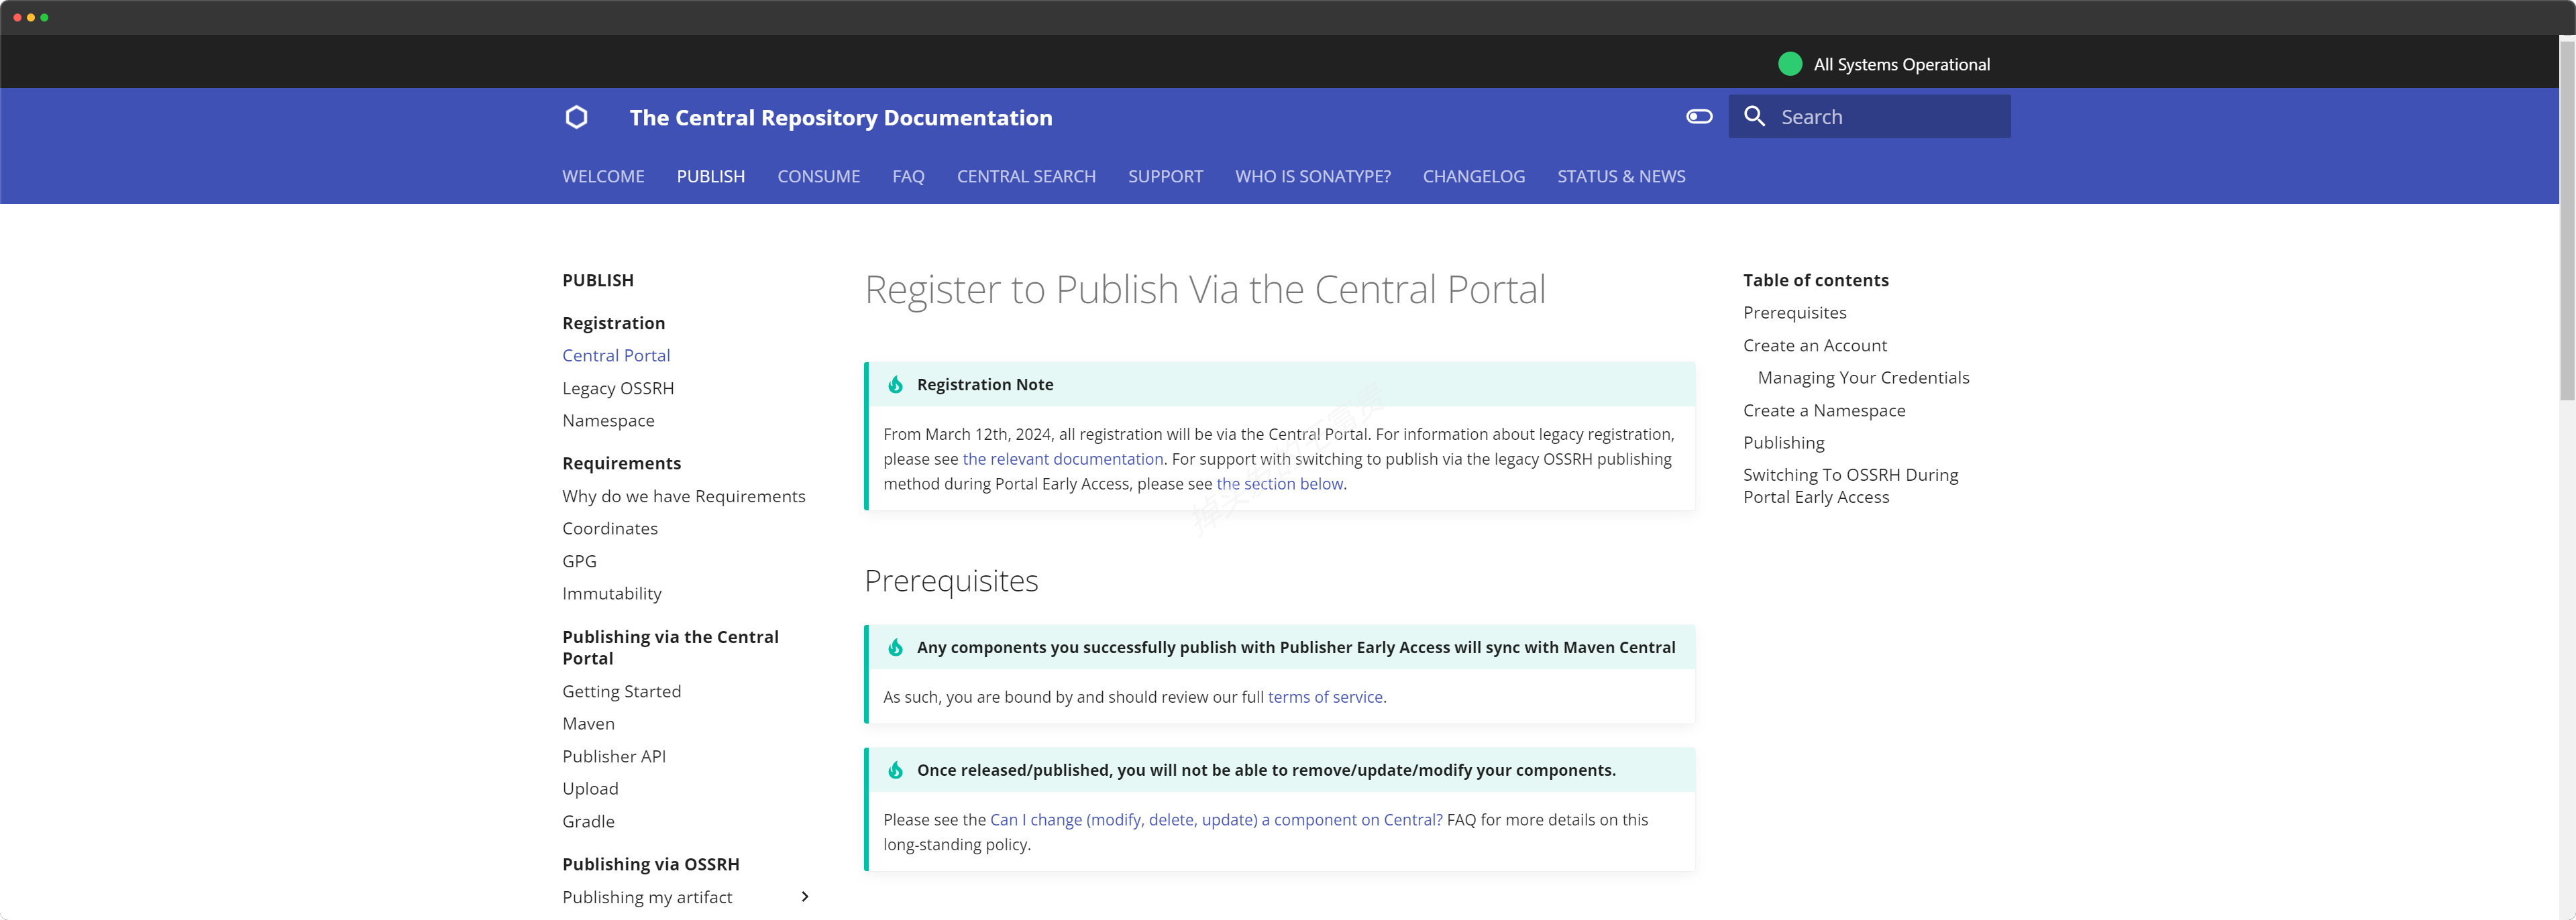 All Systems Operational
The Central Repository Documentation
Search
WELCOME PUBLISH CONSUME FAQ CENTRAL SEARCH SUPPORT WHO IS SONATYPE? CHANGELOG STATUS & NEWS
PUBLISH
Registration
Central Portal
Legacy OSSRH
Namespace
Requirements
Why do we have Requirements
Coordinates
GPG
Immutability
Publishing via the Central
Portal
Getting Started
Maven
Publisher API
Upload
Gradle
Publishing via OSSRH
Publishing my artifact
Register to Publish Via the Central Portal
Registration Note
From March 12th, 2024, all registration will be via the Central Portal. For information about legacy registration,
please see the relevant documentation. For support with switching to publish via the legacy OSSRH publishing
method during Portal Early Access, please see the section below.
Prerequisites
Any components you successfully publish with Publisher Early Access will sync with Maven Central
As such, you are bound by and should review our full terms of service.
Once released/published, you will not be able to remove/update/modify your components.
Please see the Can I change (modify, delete, update) a component on Central? FAQ for more details on this
long-standing policy.
Table of contents
Prerequisites
Create an Account
Managing Your Credentials
Create a Namespace
Publishing
Switching To OSSRH During
Portal Early Access